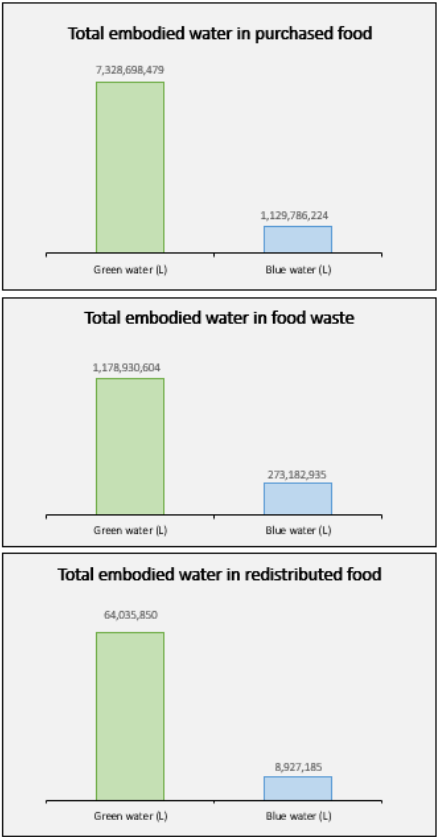 Total embodied water in purchased food
7,328,698,479
1,129,786,224
Green water (L)
Blue water (L)
Total embodied water in food waste
1,178,930,604
273,182,935
Green water (L)
Blue water (L)
Total embodied water in redistributed food
64,035,850
8,927,185
Green water (L)
Blue water (L)